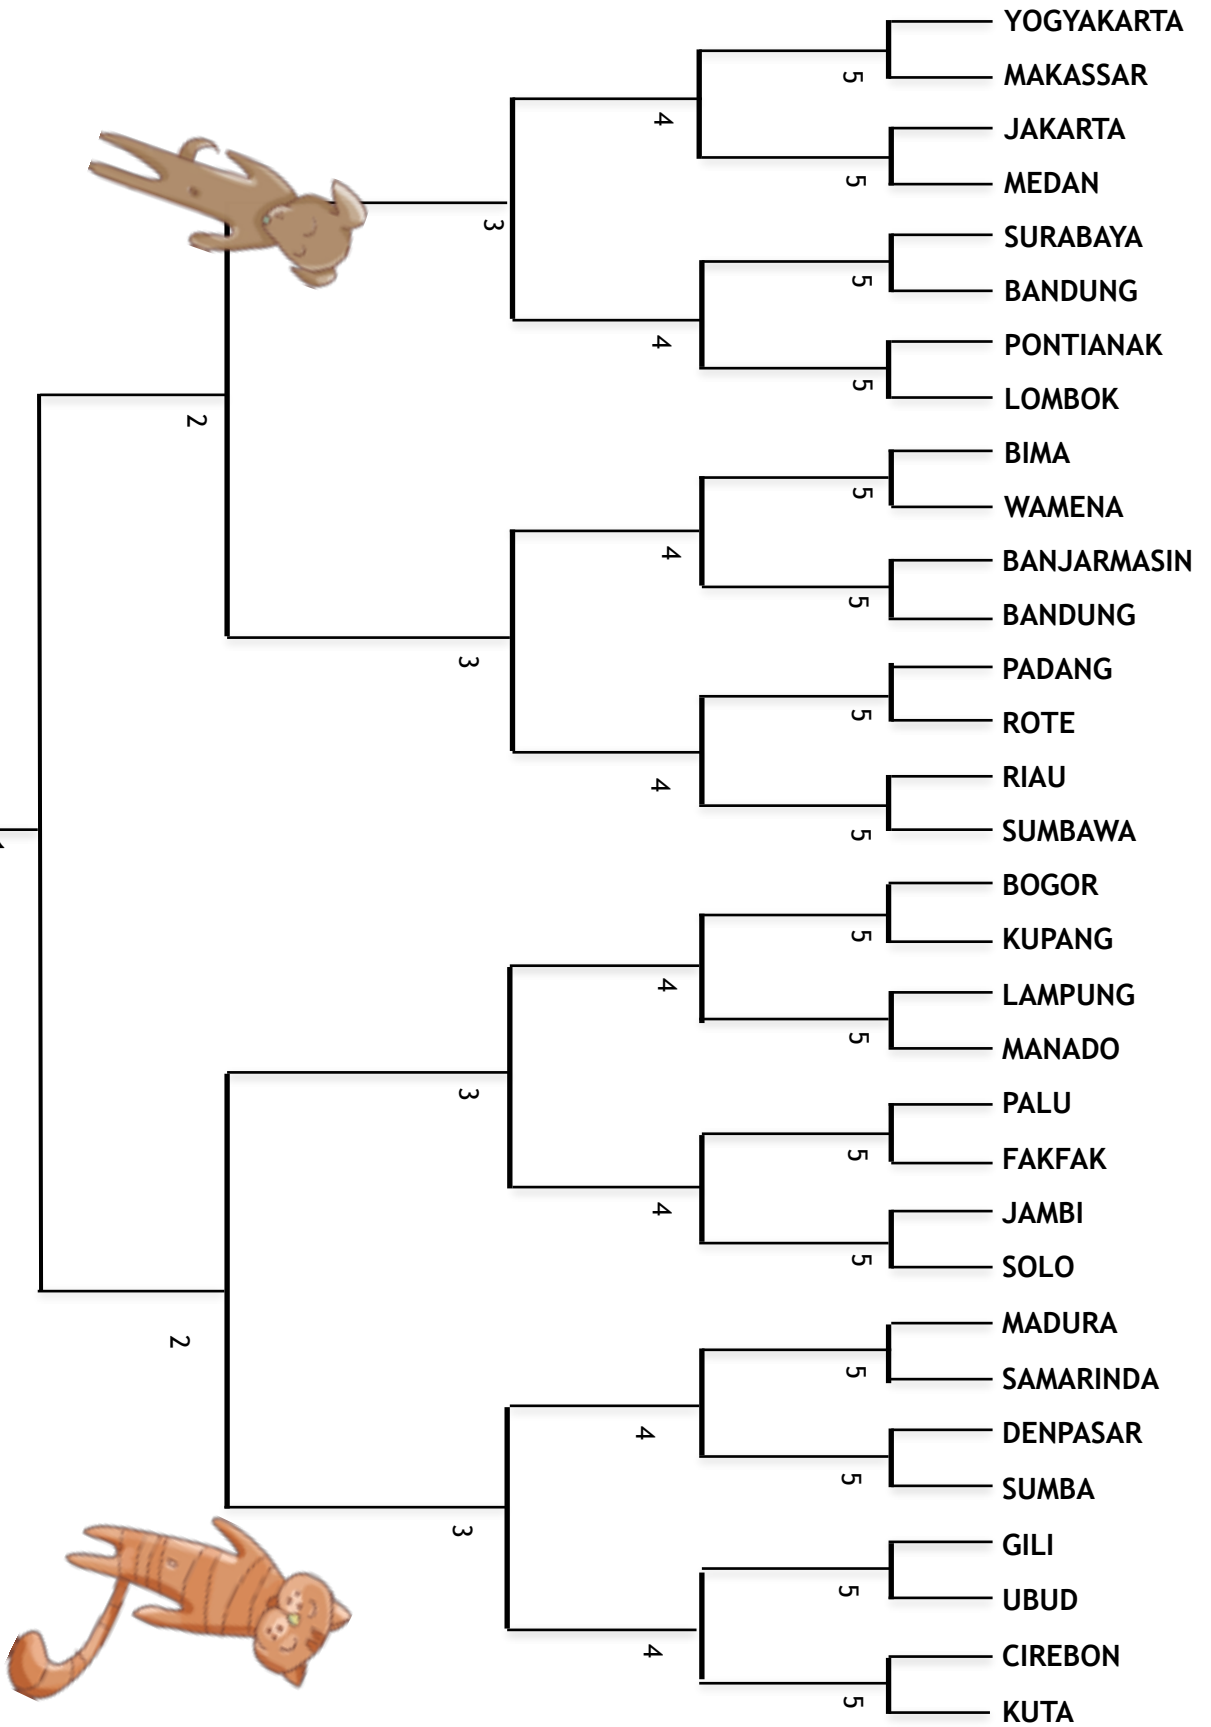 YOGYAKARTA
5
MAKASSAR
4
JAKARTA
5
MEDAN
3
SURABAYA
5
BANDUNG
4
PONTIANAK
5
LOMBOK
2
BIMA
5
WAMENA
4
BANJARMASIN
5
BANDUNG
3
PADANG
5
ROTE
4
RIAU
5
SUMBAWA
BOGOR
5
KUPANG
4
LAMPUNG
5
MANADO
3
PALU
5
FAKFAK
4
JAMBI
5
SOLO
2
MADURA
5
SAMARINDA
4
DENPASAR
5
SUMBA
3
GILI
5
UBUD
4
CIREBON
5
KUTA